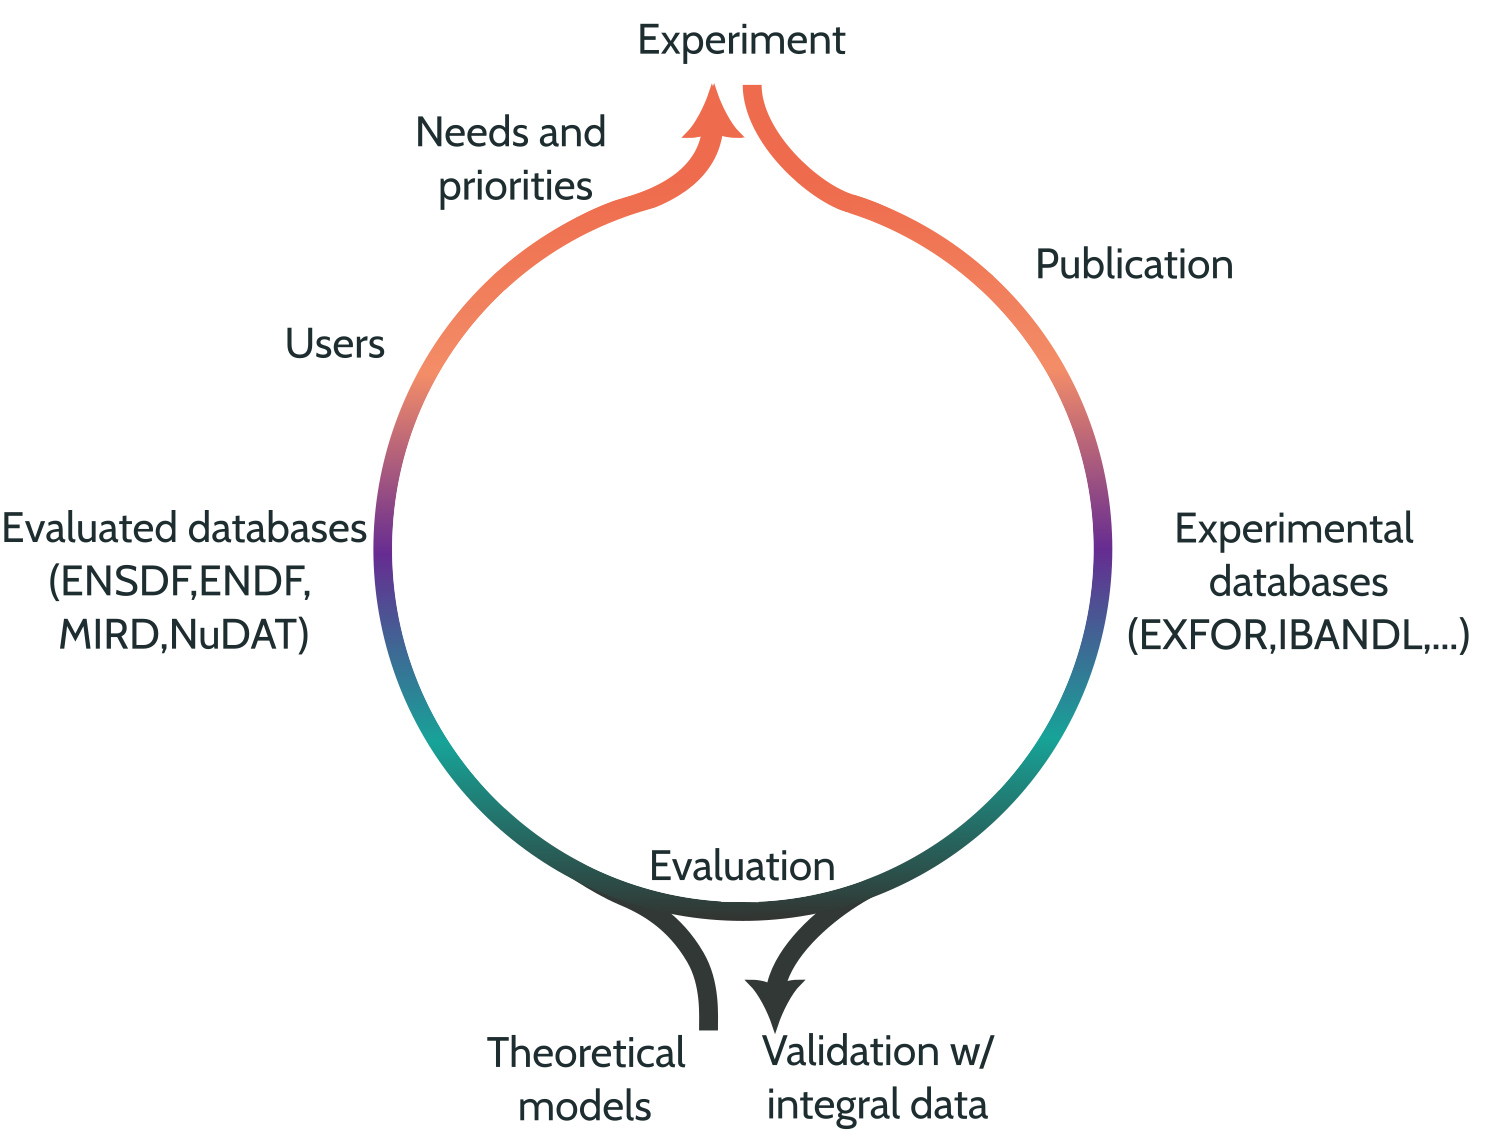 Experiment
Needs and
priorities
Publication
Users
Evaluated databases
(ENSDF,ENDF,
MIRD,NuDAT)
Experimental
databases
(EXFOR,IBANDL,...)
Evaluation
Theoretical
models
Validation w/
integral data